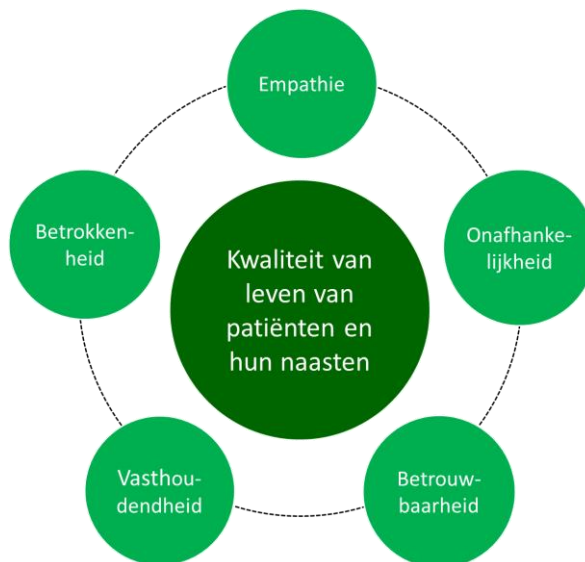 Empathie
Betrokken-
heid
Onafhanke-
lijkheid
Kwaliteit van
leven van
patiënten en
hun naasten
Vasthou-
dendheid
Betrouw-
baarheid